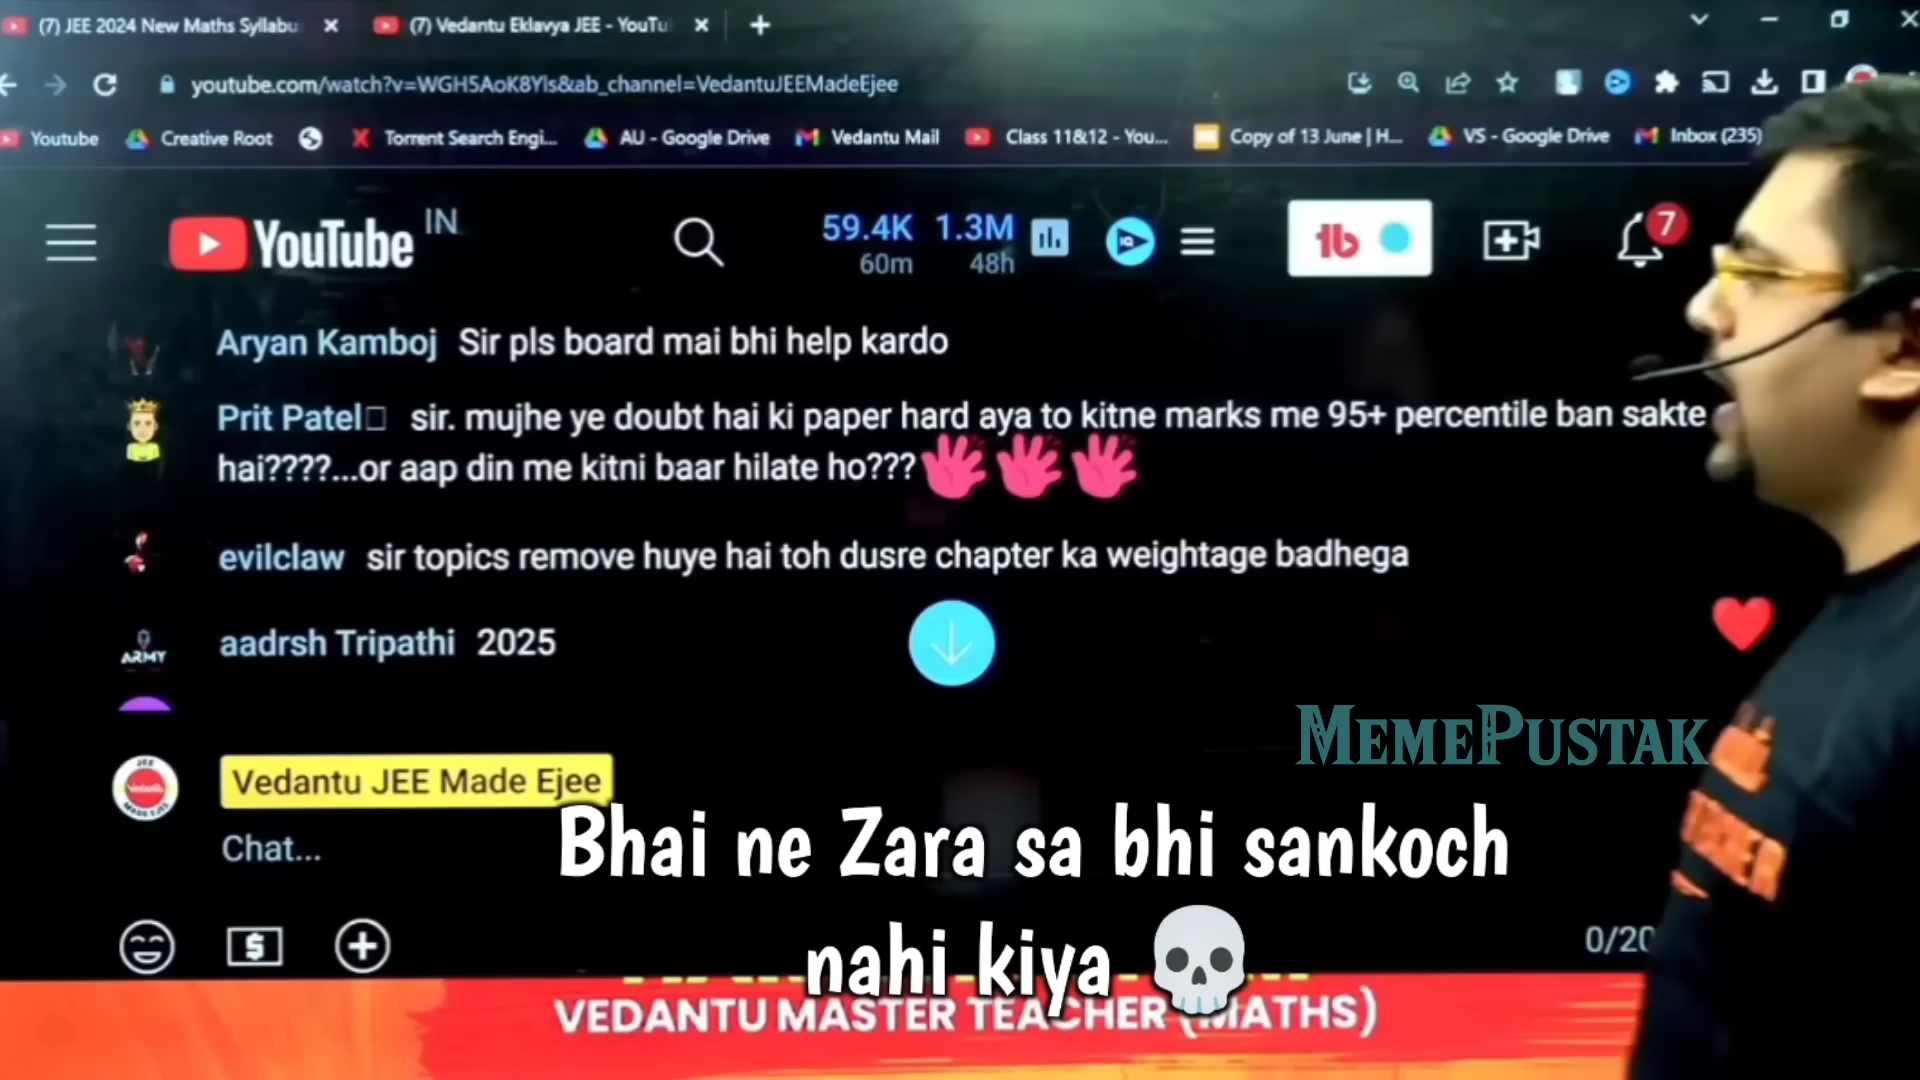 (7) JEE 2024 New Maths Syllabu
(7) Vedantu Eklavya JEE - YouTu
youtube.com/watch?v=WGH5AoK8Yls&ab_channel=VedantuJEEMadeEjee
Youtube Creative Root Torrent Search Engi... AU - Google Drive Vedantu Mail Class 11&12 - You... Copy of 13 June | H... VS - Google Drive Inbox (235)
YouTube IN
59.4K 1.3M
60m 48h
7
Aryan Kamboj Sir pls board mai bhi help kardo
Prit Patel sir. mujhe ye doubt hai ki paper hard aya to kitne marks me 95+ percentile ban sakte
hai????...or aap din me kitni baar hilate ho???
evilclaw sir topics remove huye hai toh dusre chapter ka weightage badhega
aadrsh Tripathi 2025
ARMY
MEMEPUSTAK
Vedantu JEE Made Ejee
Chat...
Bhai ne Zara sa bhi sankoch
nahi kiya 💀
0/20
VEDANTU MASTER TEACHER (MATHS)